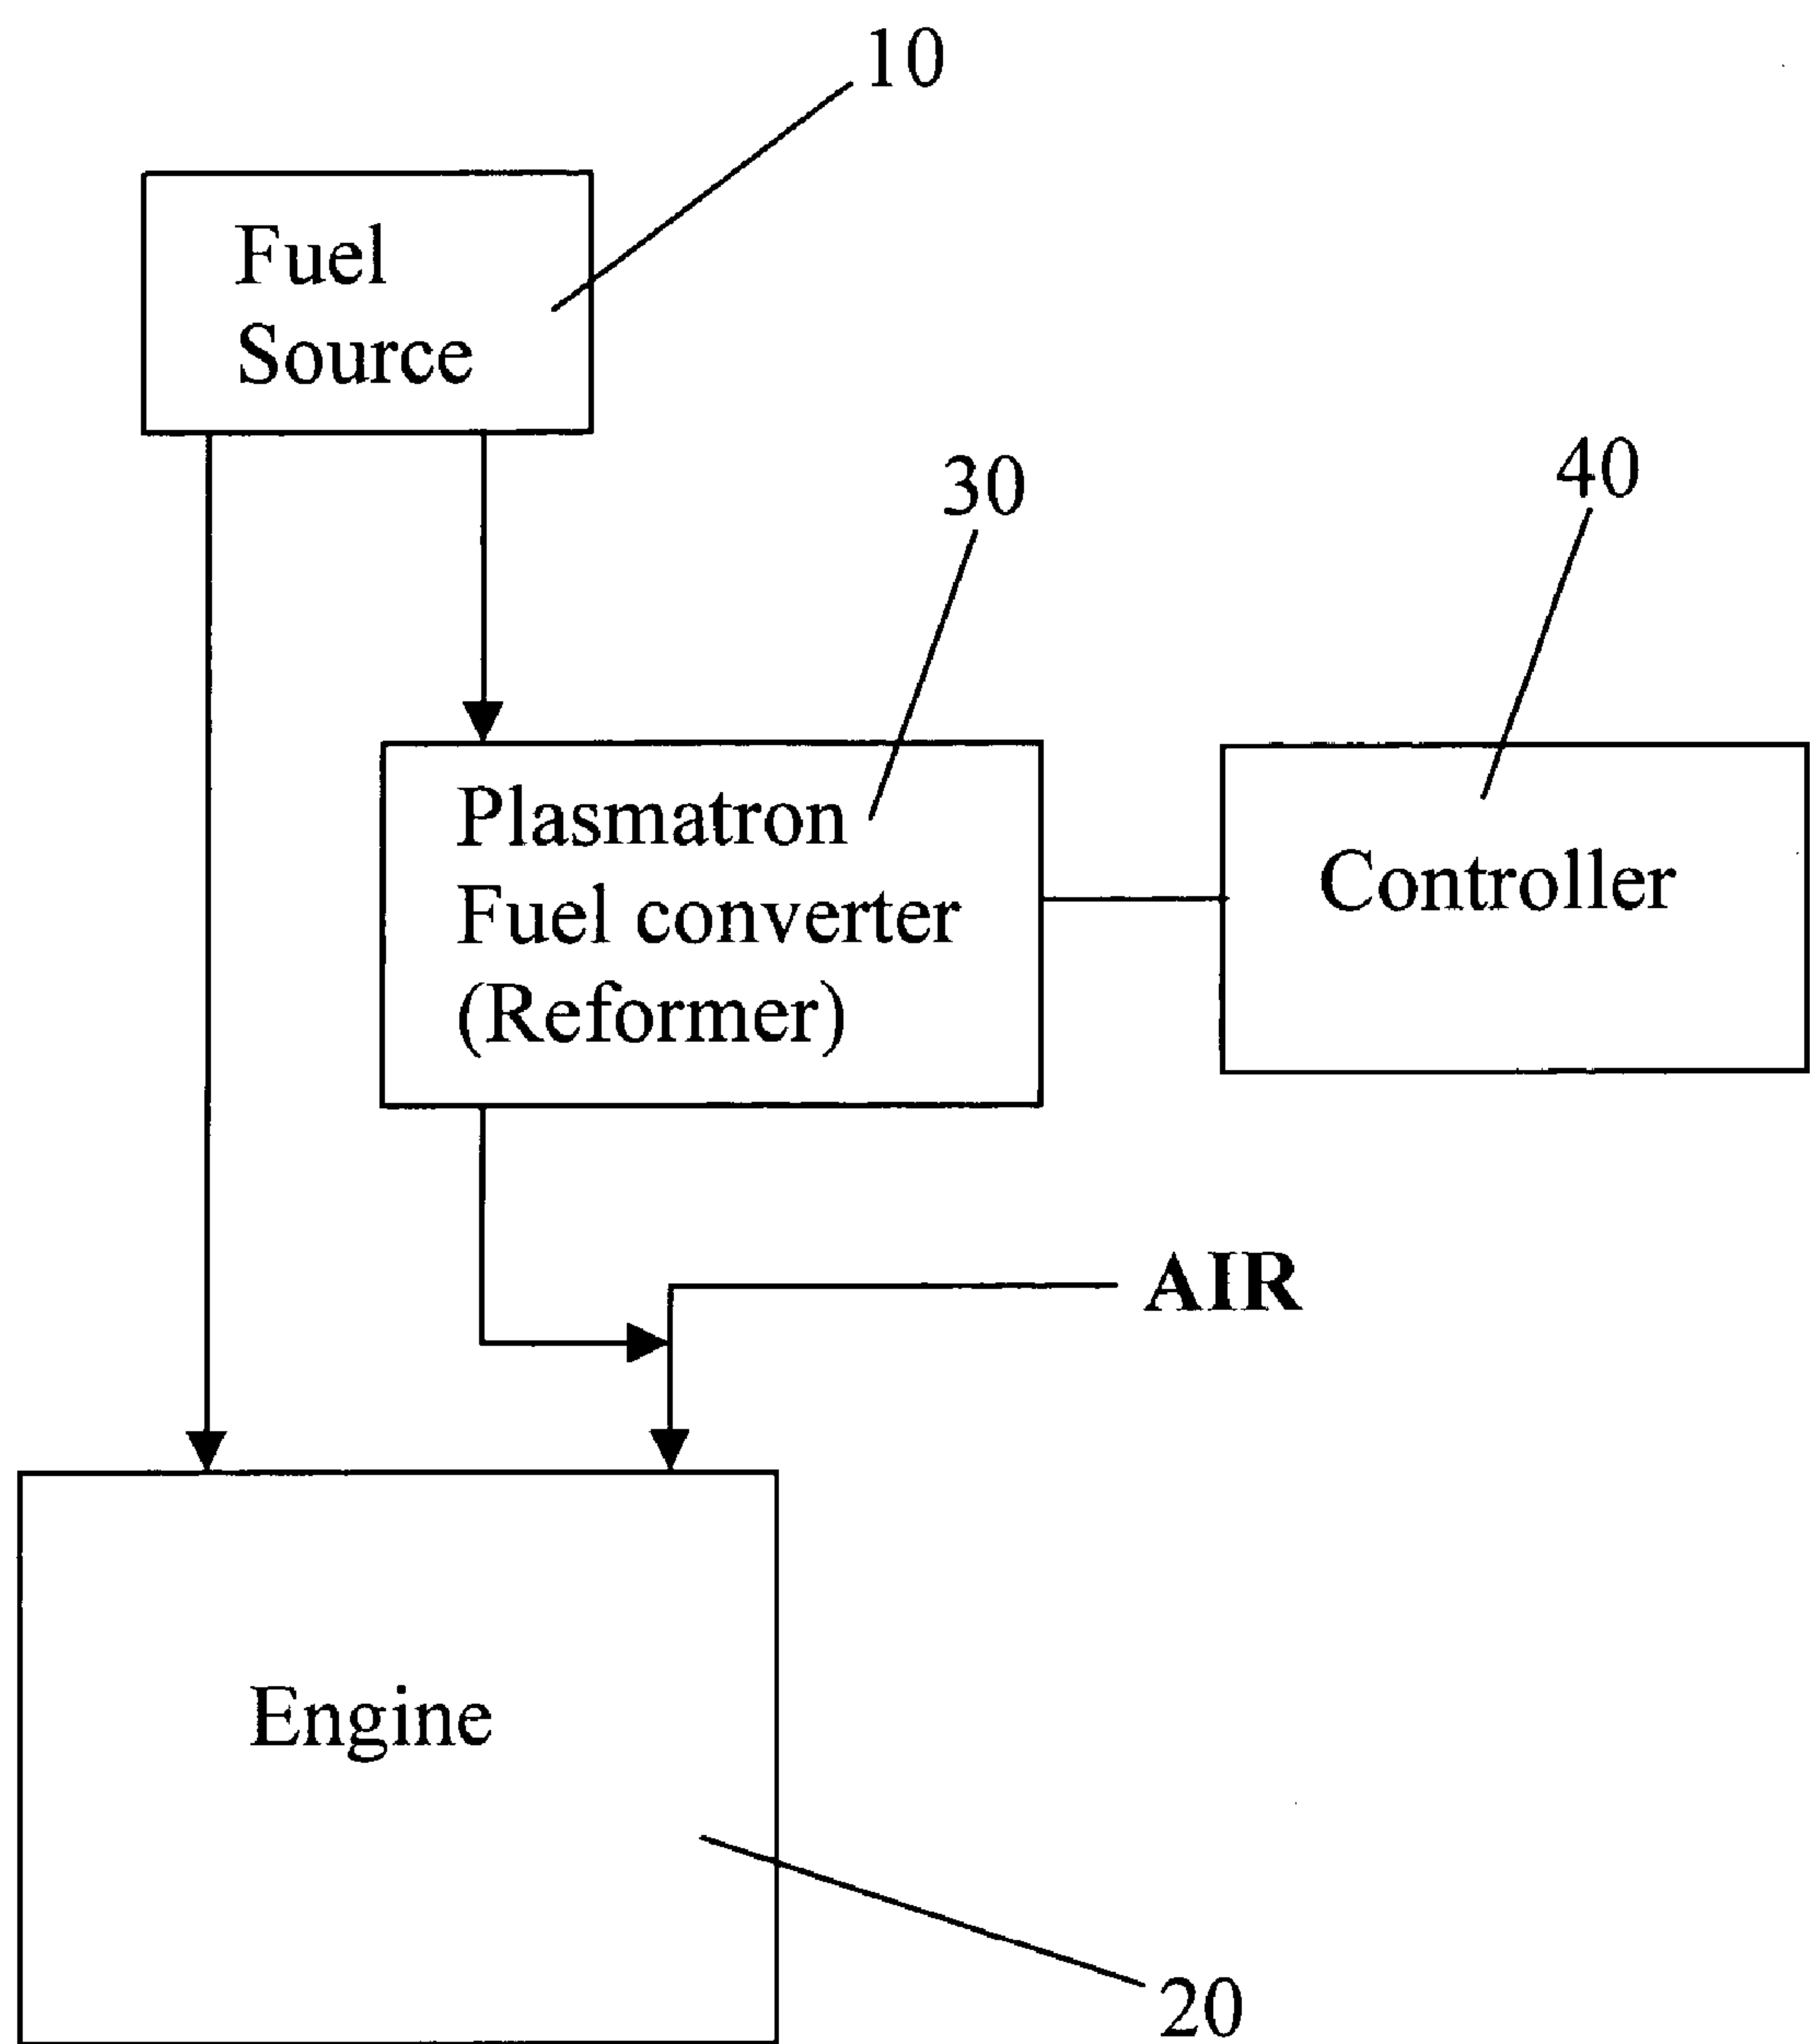 10
Fuel
Source
30
40
Plasmatron
Fuel converter
(Reformer)
Controller
AIR
Engine
20